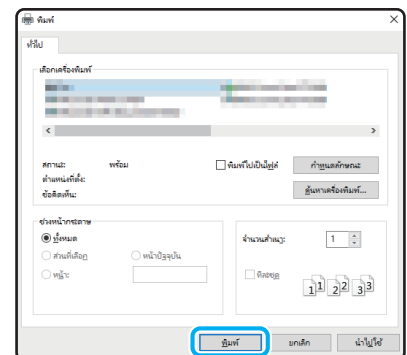 พิมพ์
ทั่วไป
เลือกเครื่องพิมพ์
สถานะ: พร้อม
ตำแหน่งที่ตั้ง:
ข้อคิดเห็น:
พิมพ์ไปเป็นไฟล์
กำหนดลักษณะ
ค้นหาเครื่องพิมพ์...
ช่วงหน้ากระดาษ
ทั้งหมด
ส่วนที่เลือก หน้าปัจจุบัน
หน้า:
จำนวนสำเนา: 1
ทีละชุด
1 1 2 2 3 3
พิมพ์ ยกเลิก นำไปใช้